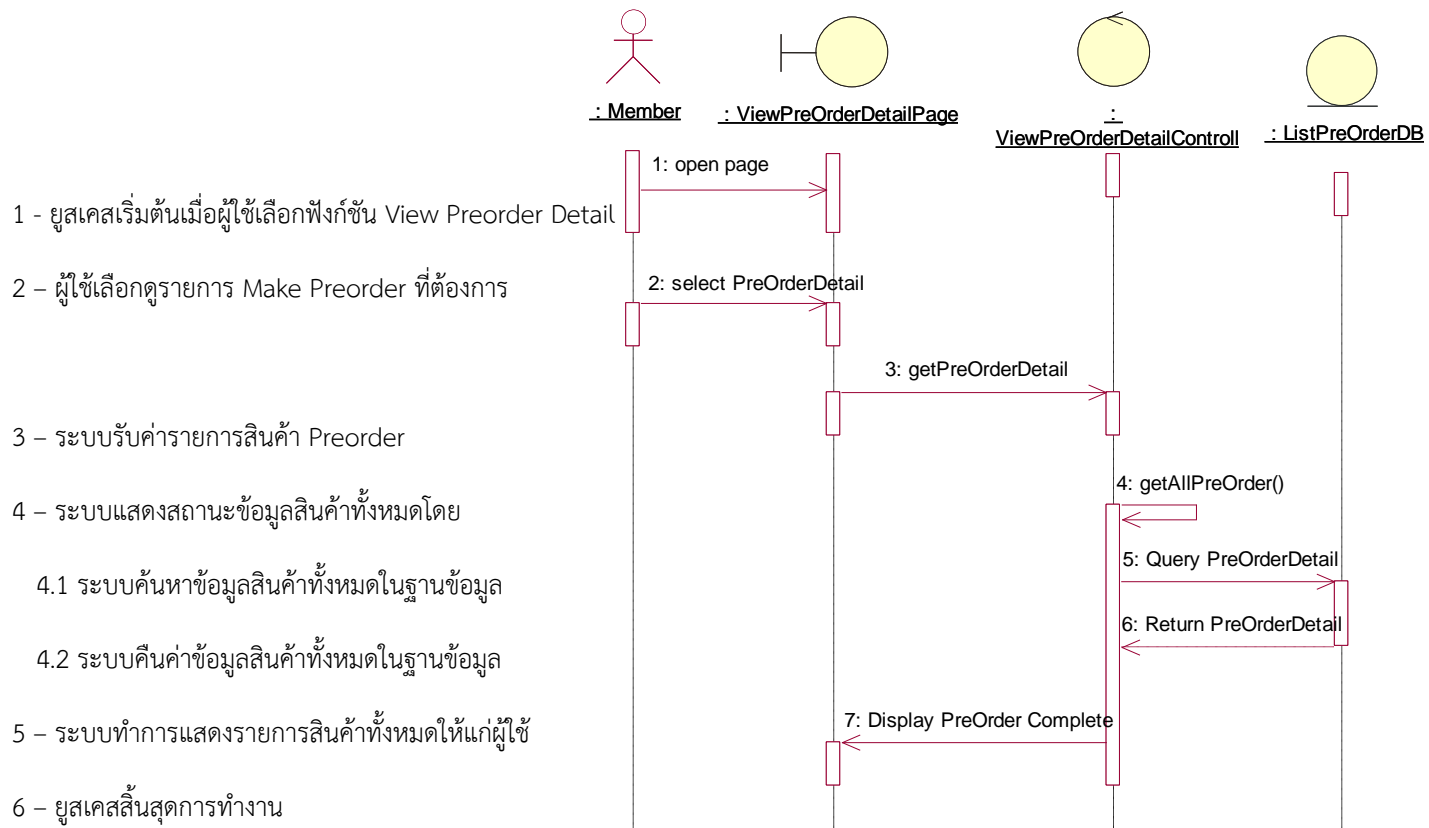 : Member
: ViewPreOrderDetailPage
:
ViewPreOrderDetailControll
: ListPreOrderDB
1: open page
1 - ยูสเคสเริ่มต้นเมื่อผู้ใช้เลือกฟังก์ชัน View Preorder Detail
2: select PreOrderDetail
2 – ผู้ใช้เลือกดูรายการ Make Preorder ที่ต้องการ
3: getPreOrderDetail
3 – ระบบรับค่ารายการสินค้า Preorder
4: getAllPreOrder()
4 – ระบบแสดงสถานะข้อมูลสินค้าทั้งหมดโดย
5: Query PreOrderDetail
4.1 ระบบค้นหาข้อมูลสินค้าทั้งหมดในฐานข้อมูล
6: Return PreOrderDetail
4.2 ระบบคืนค่าข้อมูลสินค้าทั้งหมดในฐานข้อมูล
7: Display PreOrder Complete
5 – ระบบทำการแสดงรายการสินค้าทั้งหมดให้แก่ผู้ใช้
6 – ยูสเคสสิ้นสุดการทำงาน